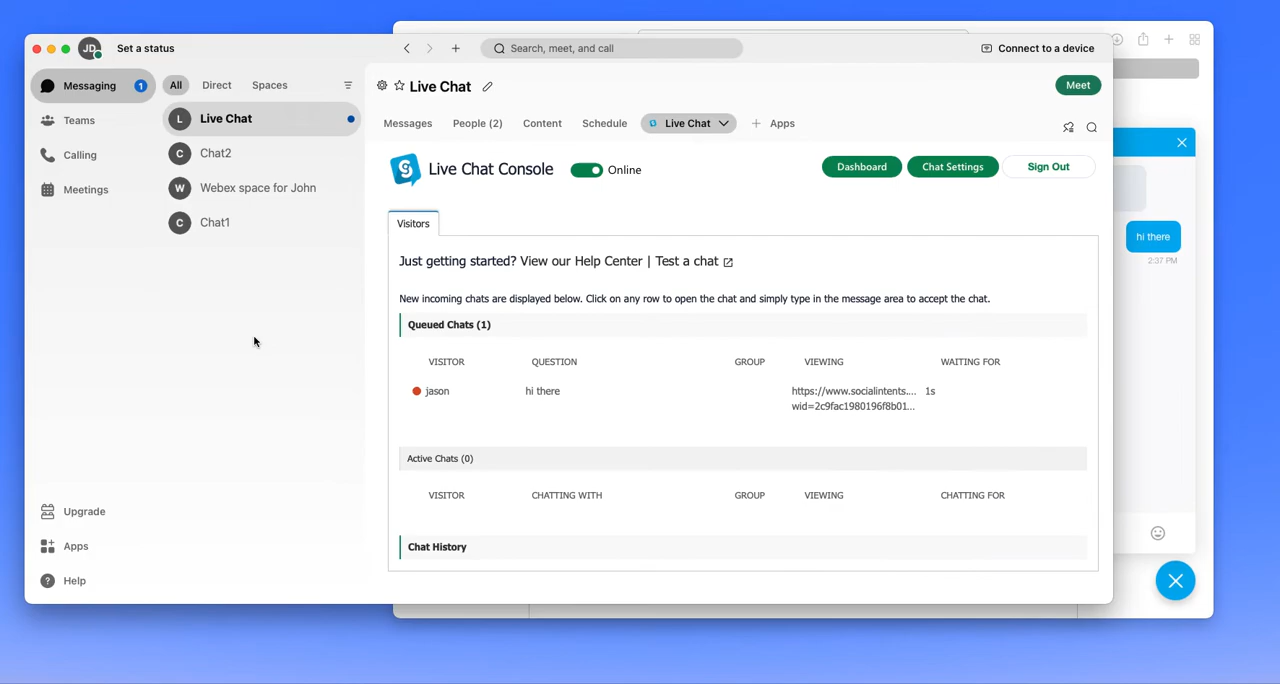 JD
Set a status
Search, meet, and call
Connect to a device
Messaging
1
Teams
Calling
Meetings
Upgrade
Apps
Help
All
Direct
Spaces
L
Live Chat
C
Chat2
W
Webex space for John
C
Chat1
Live Chat
Meet
Messages
People (2)
Content
Schedule
Live Chat
Apps
Live Chat Console
Online
Dashboard
Chat Settings
Sign Out
Visitors
Just getting started? View our Help Center | Test a chat
New incoming chats are displayed below. Click on any row to open the chat and simply type in the message area to accept the chat.
Queued Chats (1)
VISITOR QUESTION GROUP VIEWING WAITING FOR
jason hi there https://www.socialintents.... 1s
wid=2c9fac1980196f8b01...
Active Chats (0)
VISITOR CHATTING WITH GROUP VIEWING CHATTING FOR
Chat History
hi there
2:37 PM